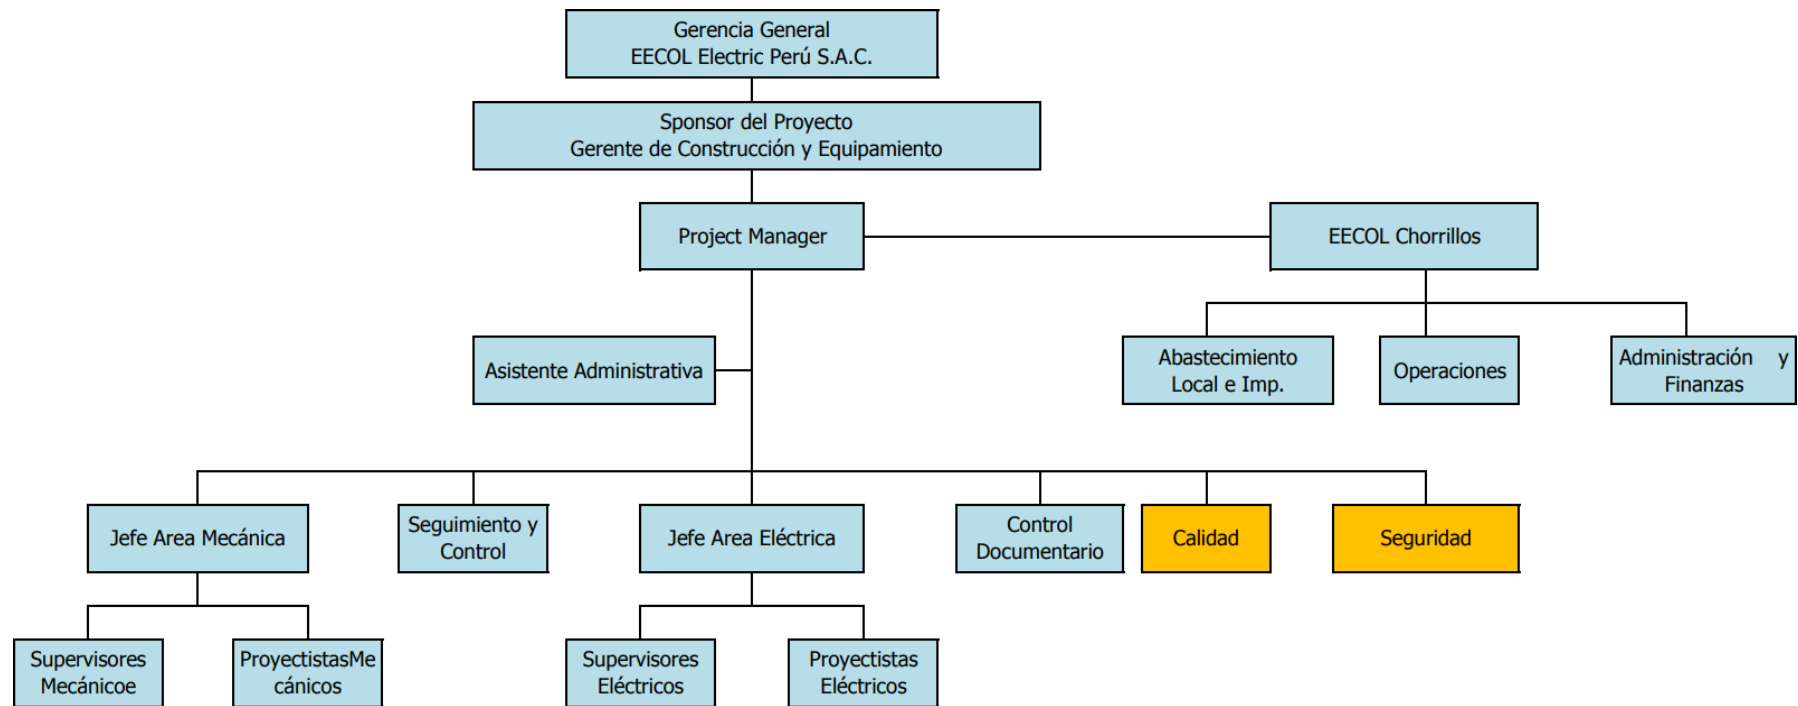 Gerencia General
EECOL Electric Perú S.A.C.
Sponsor del Proyecto
Gerente de Construcción y Equipamiento
Project Manager
EECOL Chorrillos
Asistente Administrativa
Abastecimiento
Local e Imp.
Operaciones
Administración y
Finanzas
Jefe Area Mecánica
Seguimiento y
Control
Jefe Area Eléctrica
Control
Documentario
Calidad
Seguridad
Supervisores
Mecánicoe
ProyectistasMe
cánicos
Supervisores
Eléctricos
Proyectistas
Eléctricos